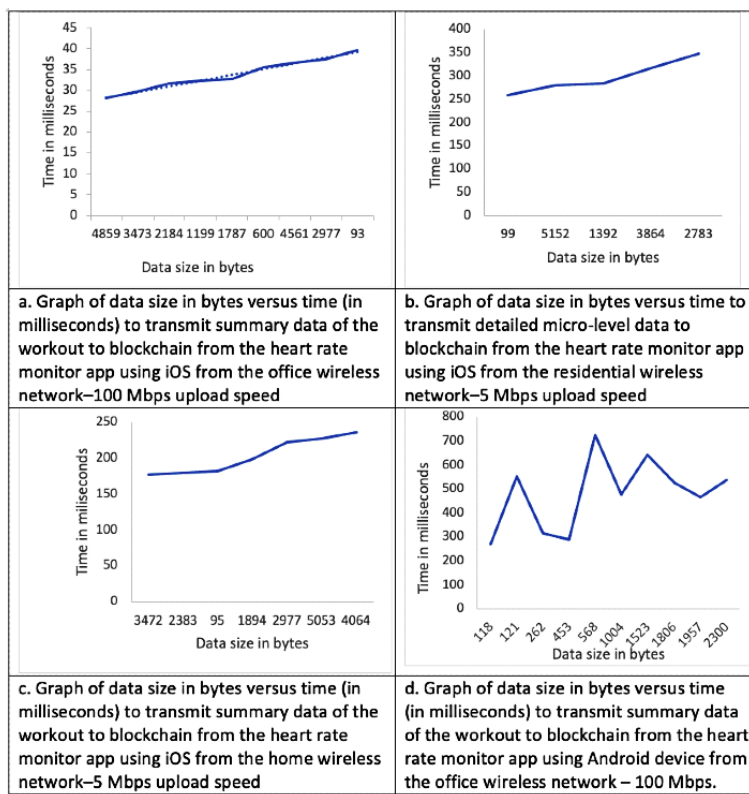 45
40
35
30
25
20
15
10
5
0
Time in milliseconds
4859 3473 2184 1199 1787 600 4561 2977 93
Data size in bytes
400
350
300
250
200
150
100
50
0
Time in milliseconds
99 5152 1392 3864 2783
Data size in bytes
a. Graph of data size in bytes versus time (in
milliseconds) to transmit summary data of the
workout to blockchain from the heart rate
monitor app using iOS from the office wireless
network–100 Mbps upload speed
b. Graph of data size in bytes versus time to
transmit detailed micro-level data to
blockchain from the heart rate monitor app
using iOS from the residential wireless
network–5 Mbps upload speed
250
200
150
100
50
0
Time in miliseconds
3472 2383 95 1894 2977 5053 4064
Data size in bytes
800
700
600
500
400
300
200
100
0
Time in milliseconds
118 121 262 453 568 1004 1523 1806 1957 2300
Data size in bytes
c. Graph of data size in bytes versus time (in
milliseconds) to transmit summary data of the
workout to blockchain from the heart rate
monitor app using iOS from the home wireless
network–5 Mbps upload speed
d. Graph of data size in bytes versus time
(in milliseconds) to transmit summary data
of the workout to blockchain from the heart
rate monitor app using Android device from
the office wireless network – 100 Mbps.